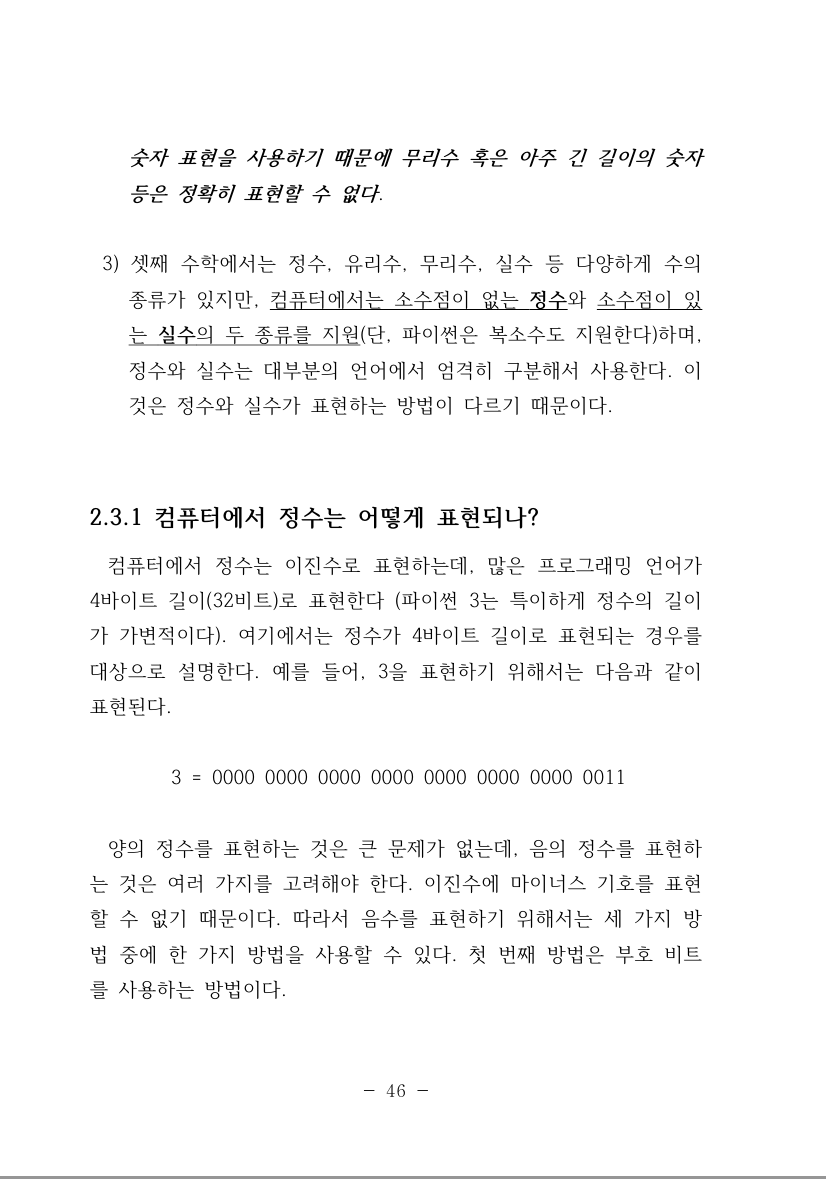 숫자 표현을 사용하기 때문에 무리수 혹은 아주 긴 길이의 숫자
등은 정확히 표현할 수 없다.
3) 셋째 수학에서는 정수, 유리수, 무리수, 실수 등 다양하게 수의
종류가 있지만, 컴퓨터에서는 소수점이 없는 정수와 소수점이 있
는 실수의 두 종류를 지원(단, 파이썬은 복소수도 지원한다)하며,
정수와 실수는 대부분의 언어에서 엄격히 구분해서 사용한다. 이
것은 정수와 실수가 표현하는 방법이 다르기 때문이다.
2.3.1 컴퓨터에서 정수는 어떻게 표현되나?
컴퓨터에서 정수는 이진수로 표현하는데, 많은 프로그래밍 언어가
4바이트 길이(32비트)로 표현한다 (파이썬 3는 특이하게 정수의 길이
가 가변적이다). 여기에서는 정수가 4바이트 길이로 표현되는 경우를
대상으로 설명한다. 예를 들어, 3을 표현하기 위해서는 다음과 같이
표현된다.
3 = 0000 0000 0000 0000 0000 0000 0000 0011
양의 정수를 표현하는 것은 큰 문제가 없는데, 음의 정수를 표현하
는 것은 여러 가지를 고려해야 한다. 이진수에 마이너스 기호를 표현
할 수 없기 때문이다. 따라서 음수를 표현하기 위해서는 세 가지 방
법 중에 한 가지 방법을 사용할 수 있다. 첫 번째 방법은 부호 비트
를 사용하는 방법이다.
- 46 -